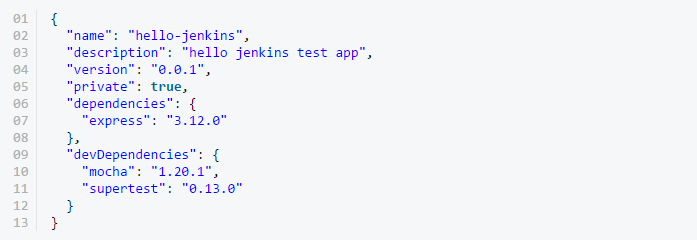 01 {
02   "name": "hello-jenkins",
03   "description": "hello jenkins test app",
04   "version": "0.0.1",
05   "private": true,
06   "dependencies": {
07     "express": "3.12.0"
08   },
09   "devDependencies": {
10     "mocha": "1.20.1",
11     "supertest": "0.13.0"
12   }
13 }